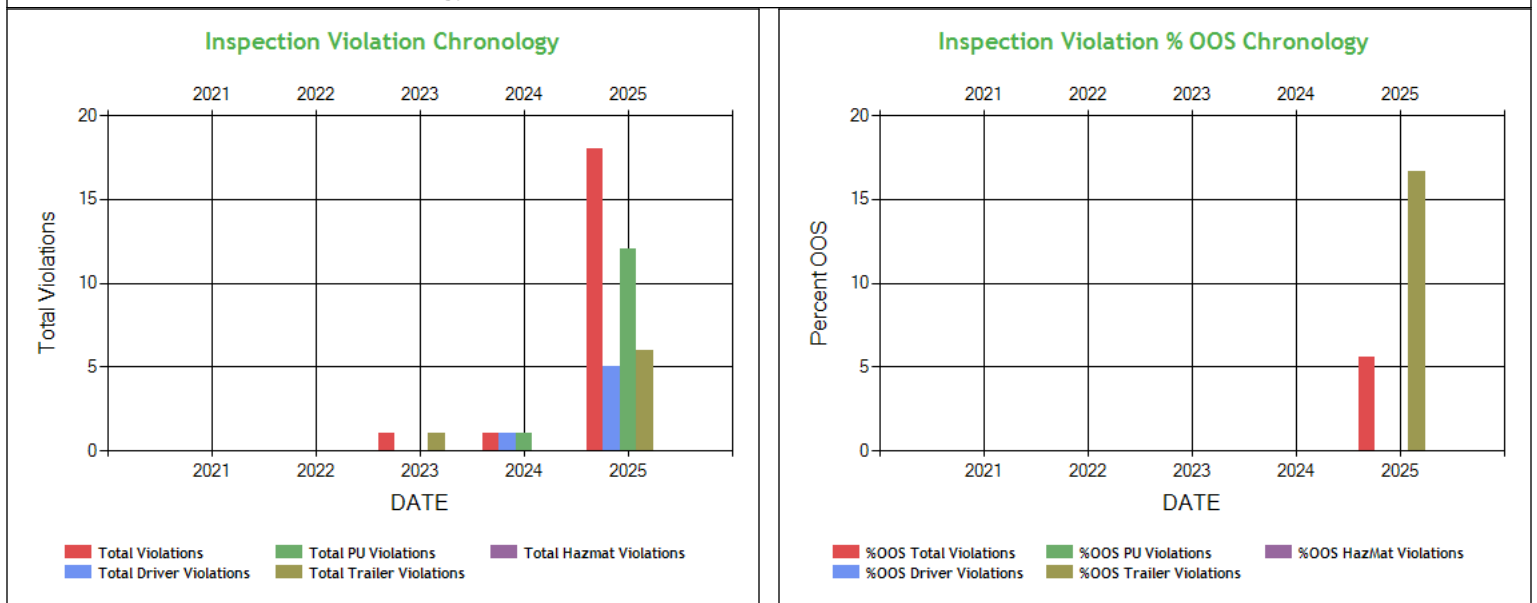 Inspection Violation Chronology
2021 2022 2023 2024 2025
20
15
10
5
0
Total Violations
2021 2022 2023 2024 2025
DATE
Total Violations Total PU Violations Total Hazmat Violations
Total Driver Violations Total Trailer Violations
Inspection Violation % OOS Chronology
2021 2022 2023 2024 2025
20
15
10
5
0
Percent OOS
2021 2022 2023 2024 2025
DATE
%OOS Total Violations %OOS PU Violations %OOS HazMat Violations
%OOS Driver Violations %OOS Trailer Violations